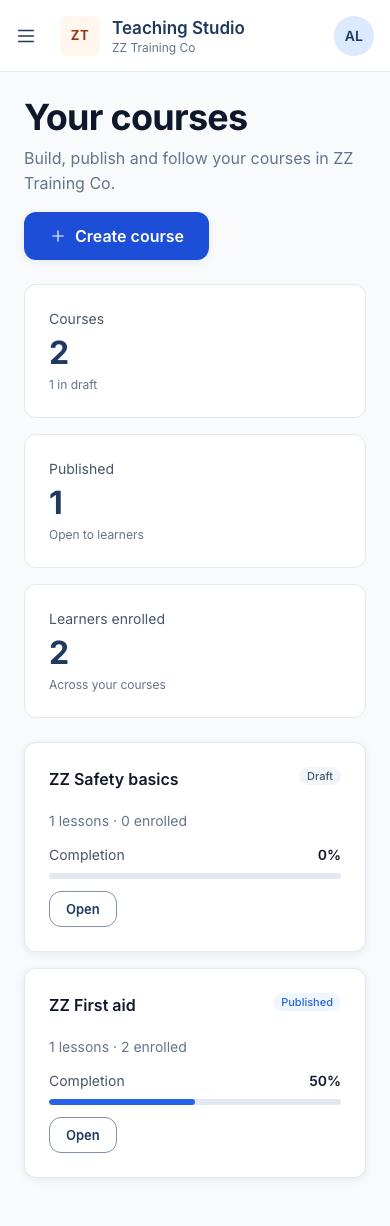 ZT
Teaching Studio
ZZ Training Co
AL
Your courses
Build, publish and follow your courses in ZZ
Training Co.
Create course
Courses
2
1 in draft
Published
1
Open to learners
Learners enrolled
2
Across your courses
ZZ Safety basics
Draft
1 lessons · 0 enrolled
Completion
0%
Open
ZZ First aid
Published
1 lessons · 2 enrolled
Completion
50%
Open